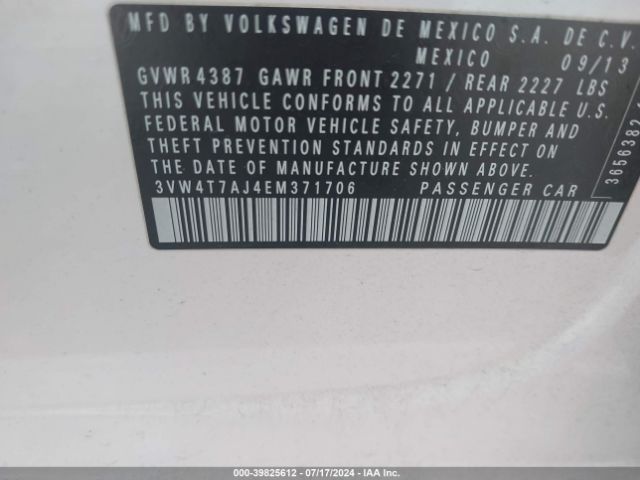 MFD BY VOLKSWAGEN DE MEXICO S.A. DE C.V.
MEXICO 09/13
GVWR 4387 GAWR FRONT 2271 / REAR 2227 LBS
THIS VEHICLE CONFORMS TO ALL APPLICABLE U.S.
FEDERAL MOTOR VEHICLE SAFETY, BUMPER AND
THEFT PREVENTION STANDARDS IN EFFECT ON
THE DATE OF MANUFACTURE SHOWN ABOVE.
3VW4T7AJ4EM371706 PASSENGER CAR
3656382
000-39825612 / 07/17/2024 - IAA Inc.